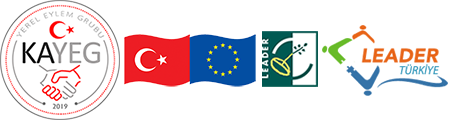 YEREL EYLEM GRUBU
KAYEG
2019
LEADER
LEADER
TÜRKİYE